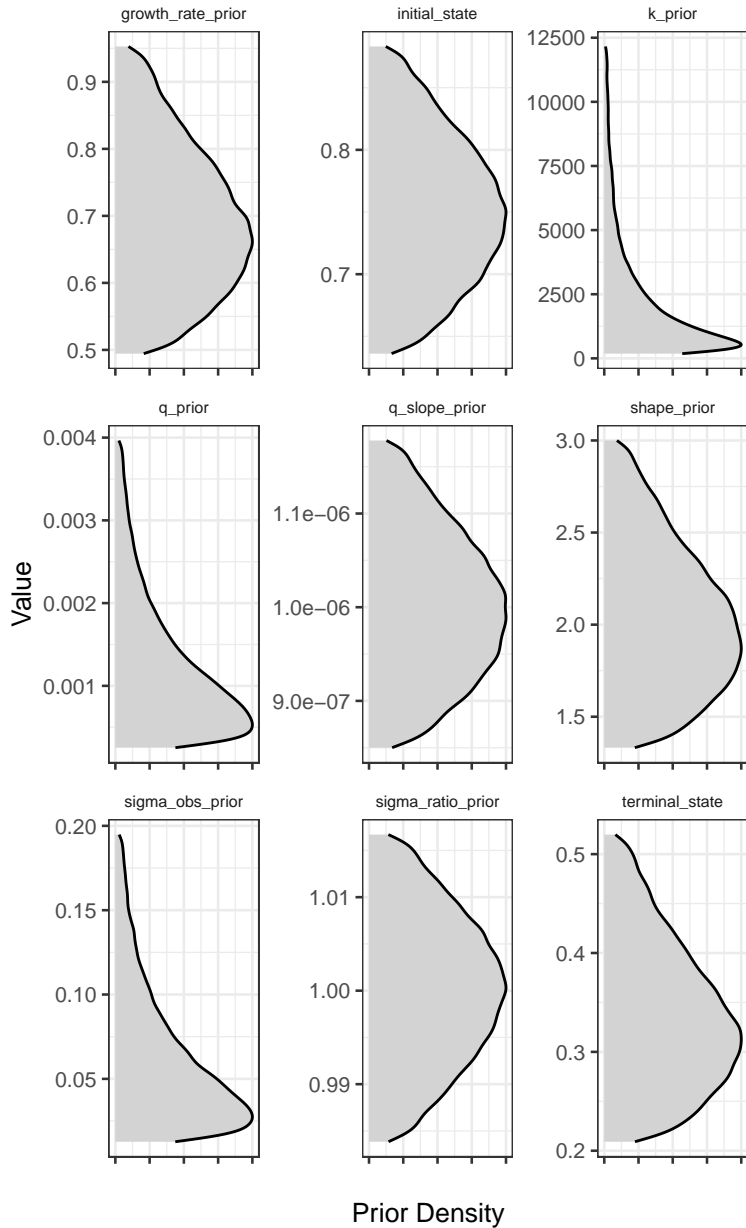 growth_rate_prior
initial_state
k_prior
0.9
0.8
0.7
0.6
0.5
0.8
0.7
12500
10000
7500
5000
2500
0
q_prior
q_slope_prior
shape_prior
0.004
0.003
0.002
0.001
1.1e−06
1.0e−06
9.0e−07
3.0
2.5
2.0
1.5
Value
sigma_obs_prior
sigma_ratio_prior
terminal_state
0.20
0.15
0.10
0.05
1.01
1.00
0.99
0.5
0.4
0.3
0.2
Prior Density